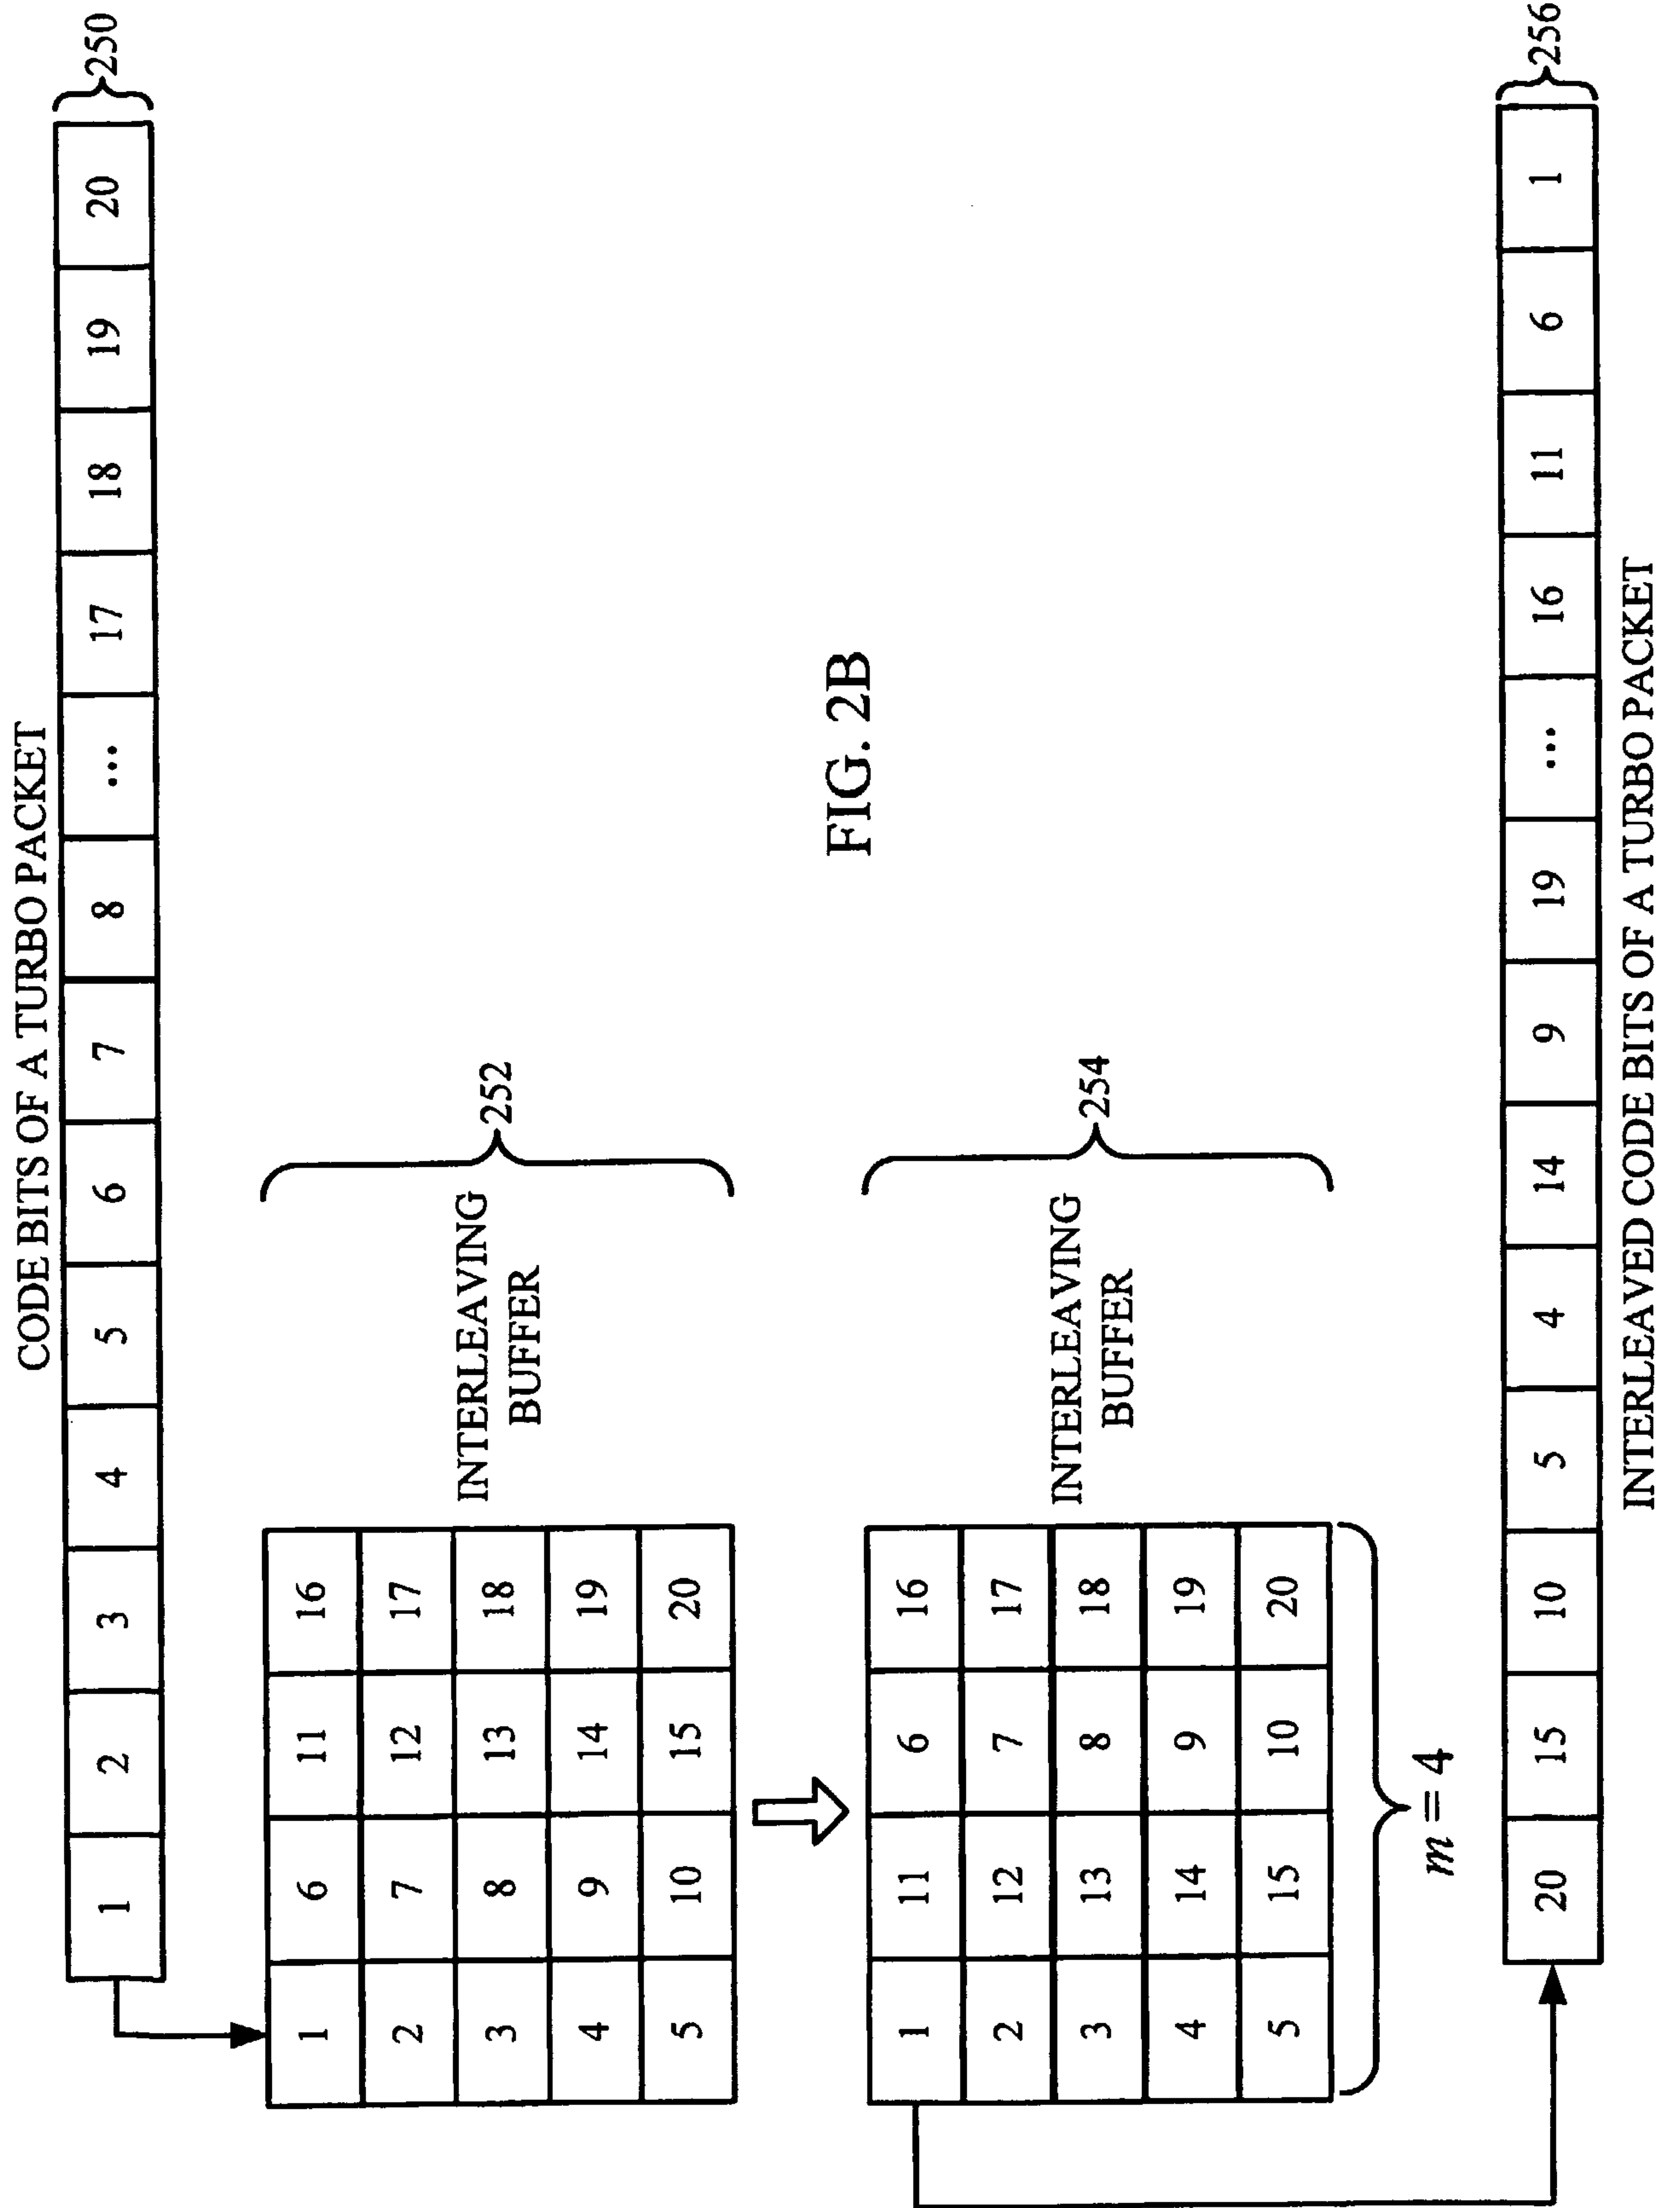 CODE BITS OF A TURBO PACKET
1 2 3 4 5 6 7 8 ... 17 18 19 20 250
1 6 11 16
2 7 12 17
3 8 13 18
4 9 14 19
5 10 15 20
INTERLEAVING
BUFFER
252
FIG. 2B
1 11 6 16
2 12 7 17
3 13 8 18
4 14 9 19
5 15 10 20
INTERLEAVING
BUFFER
254
m = 4
20 15 10 5 4 14 9 19 ... 16 11 6 1 256
INTERLEAVED CODE BITS OF A TURBO PACKET